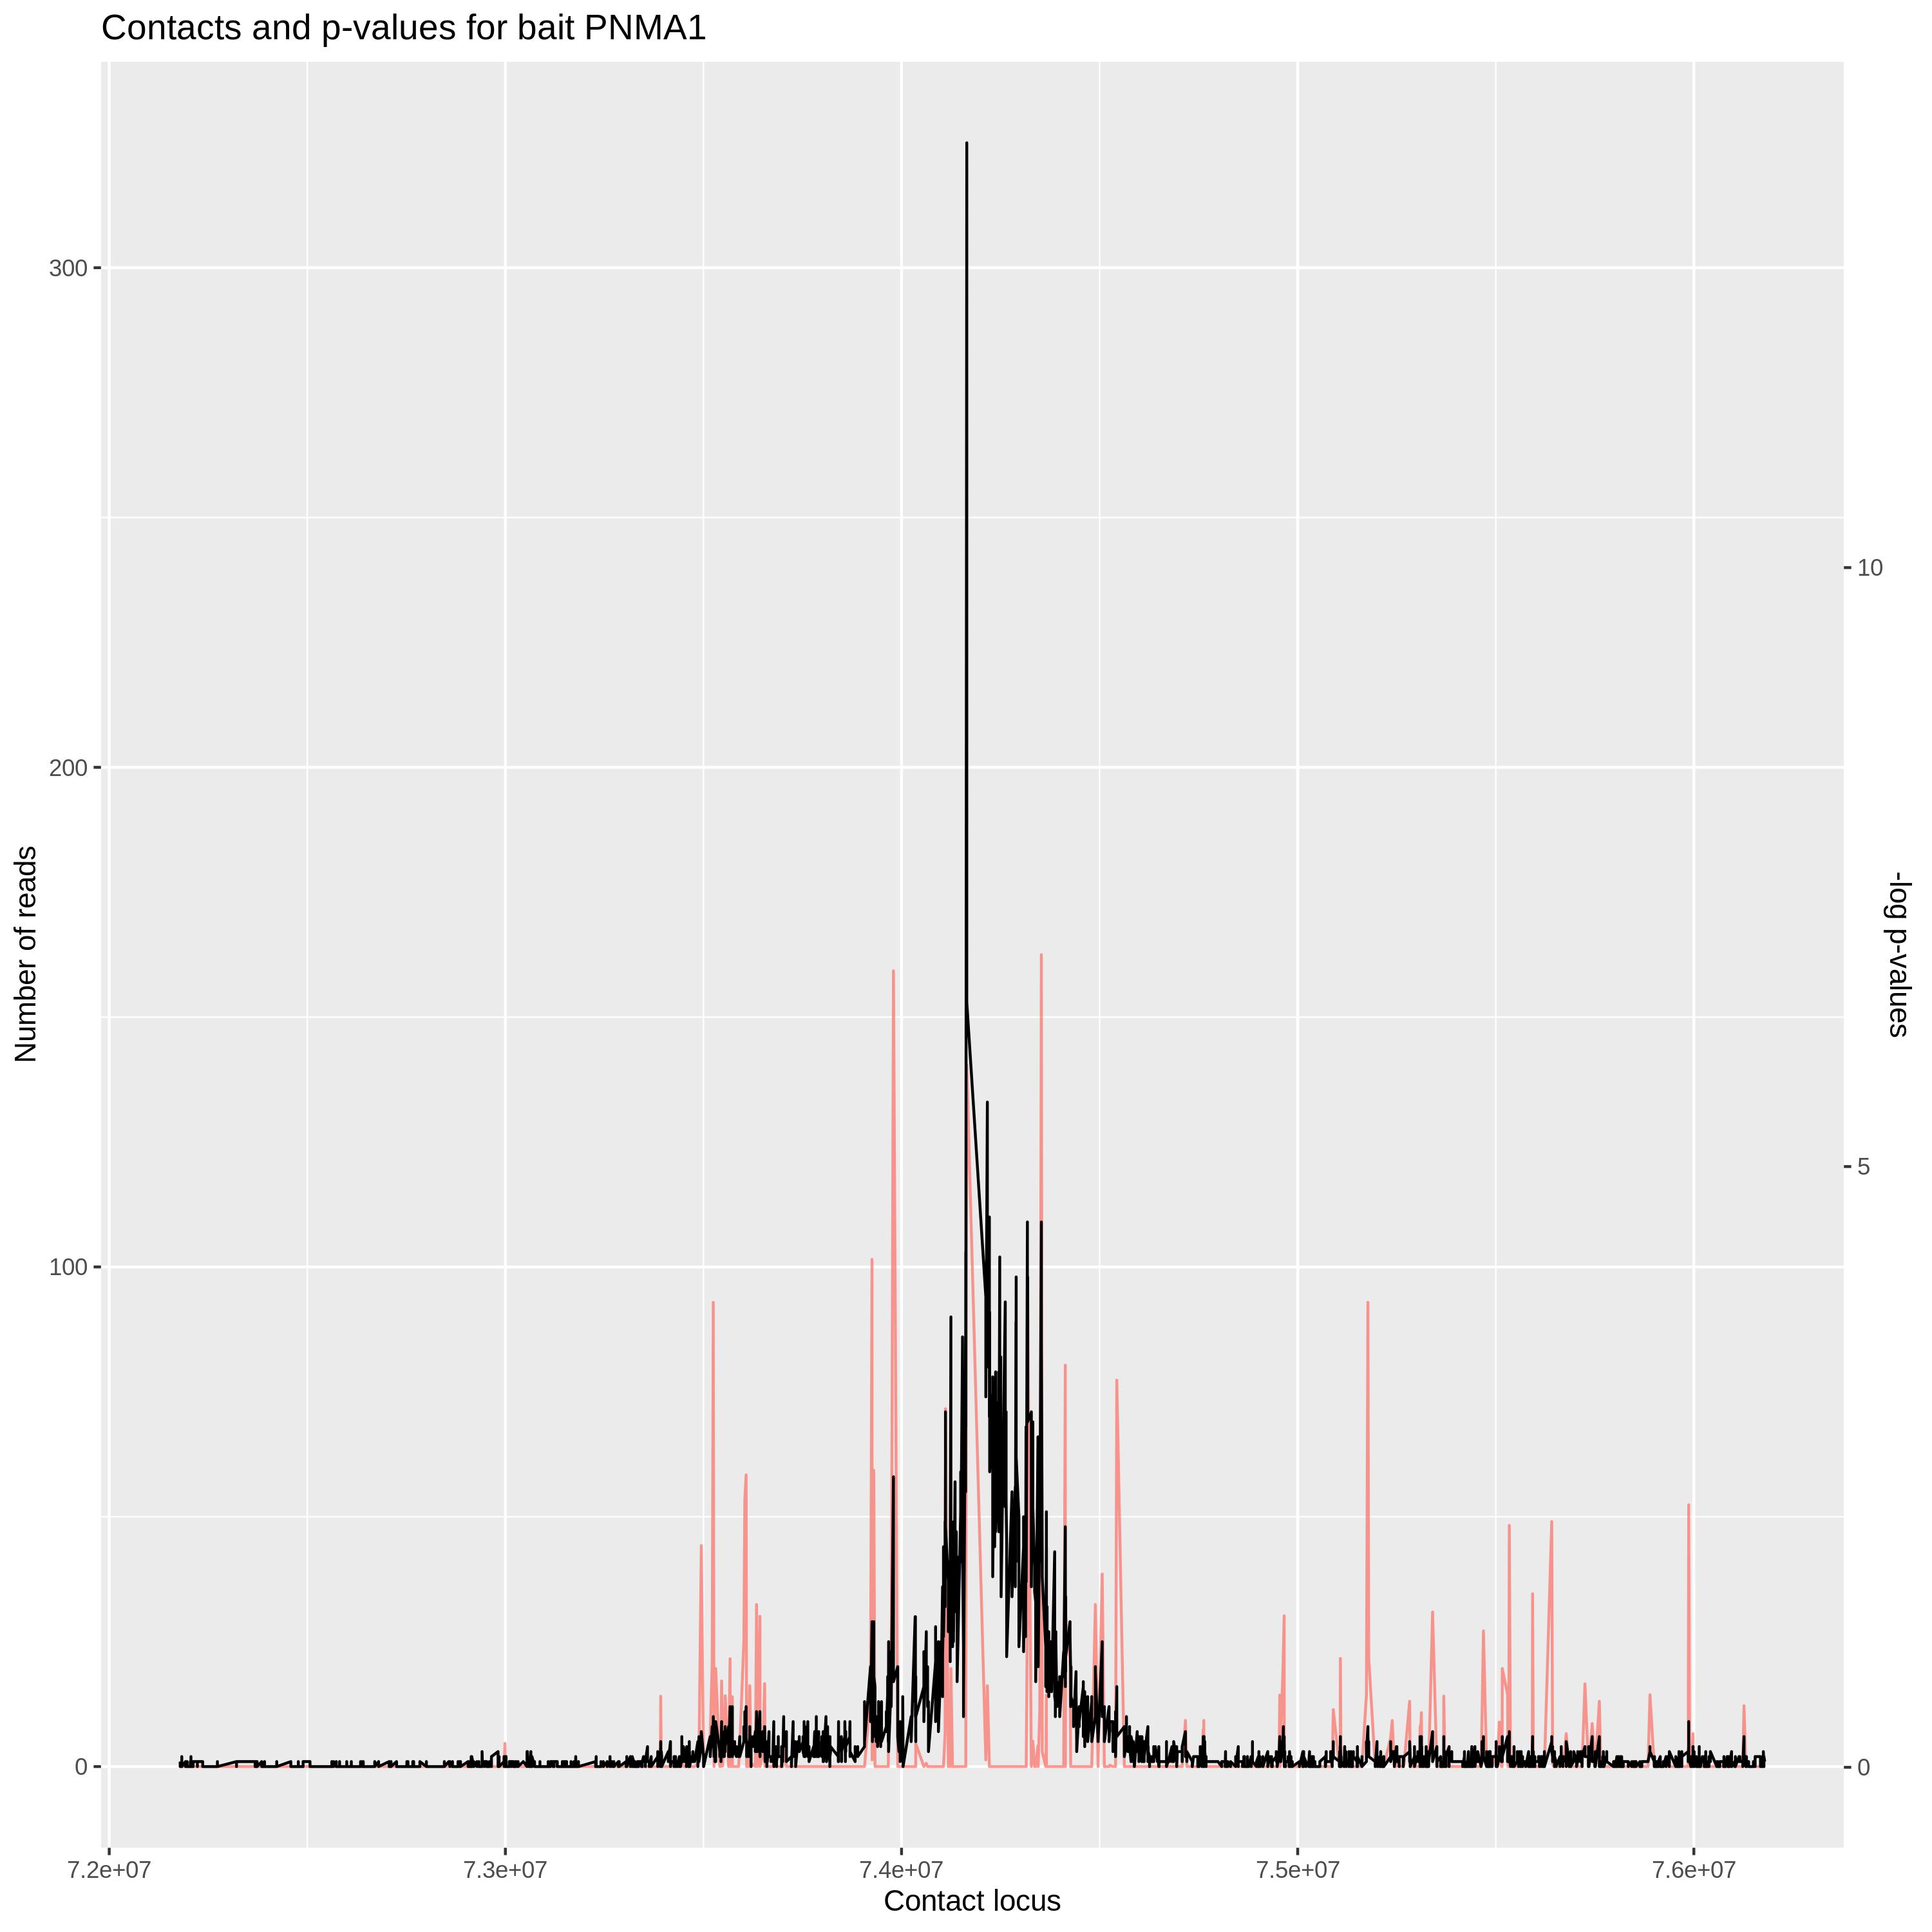 Contacts and p-values for bait PNMA1
300
200
100
0
Number of reads
10
5
0
-log p-values
7.2e+07
7.3e+07
7.4e+07
7.5e+07
7.6e+07
Contact locus